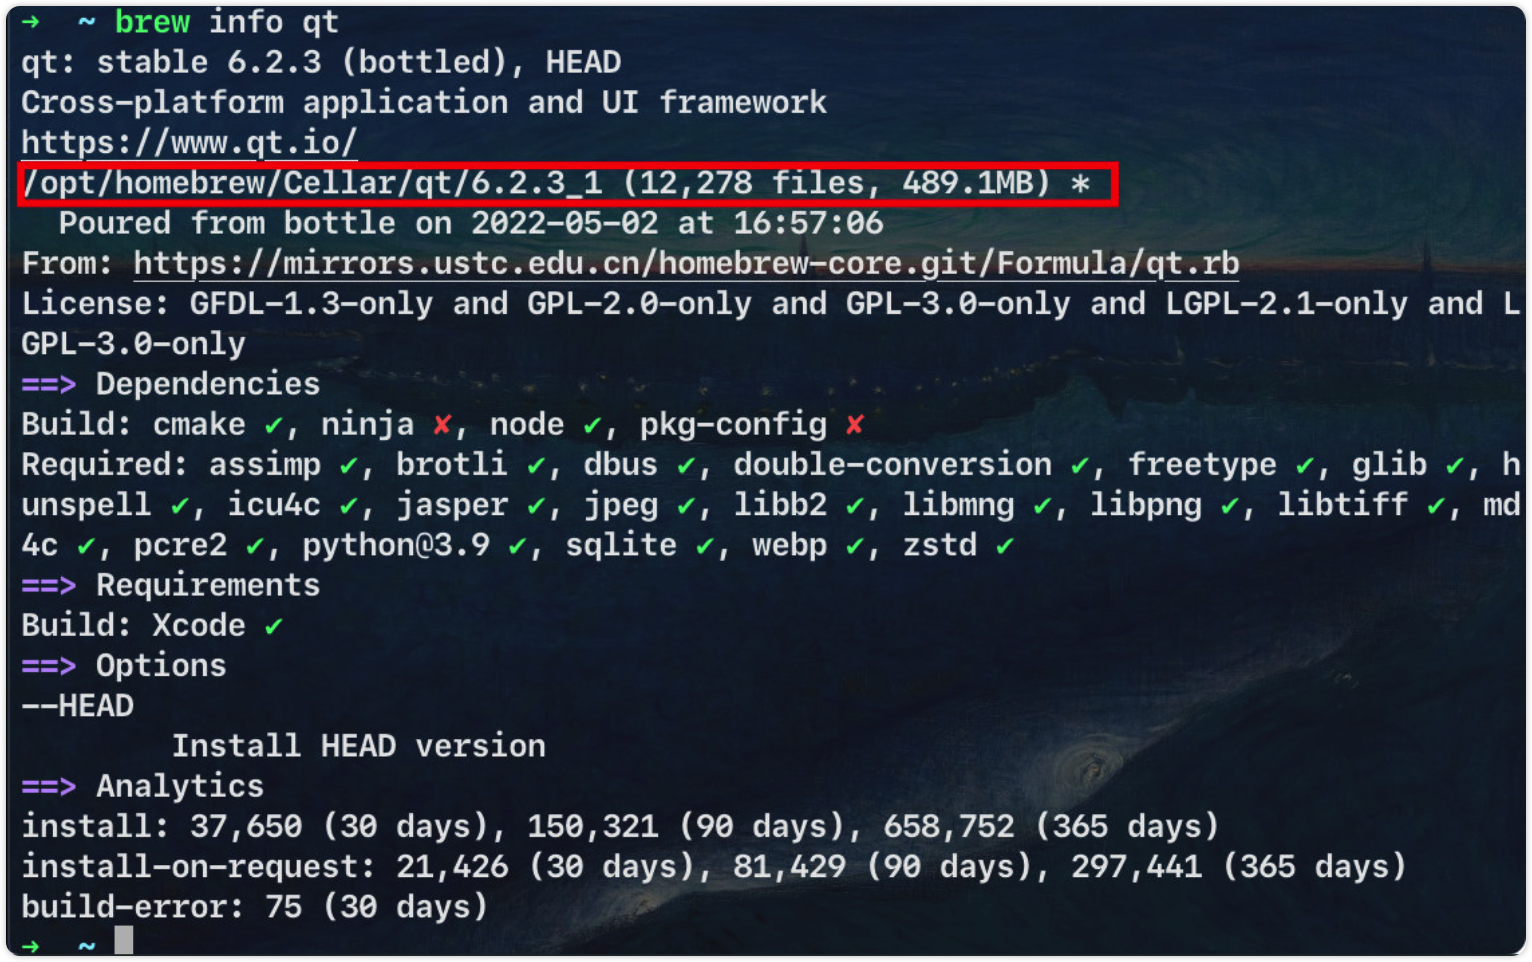 →  ~ brew info qt
qt: stable 6.2.3 (bottled), HEAD
Cross-platform application and UI framework
https://www.qt.io/
/opt/homebrew/Cellar/qt/6.2.3_1 (12,278 files, 489.1MB) *
  Poured from bottle on 2022-05-02 at 16:57:06
From: https://mirrors.ustc.edu.cn/homebrew-core.git/Formula/qt.rb
License: GFDL-1.3-only and GPL-2.0-only and GPL-3.0-only and LGPL-2.1-only and L
GPL-3.0-only
==> Dependencies
Build: cmake ✔, ninja ✘, node ✔, pkg-config ✘
Required: assimp ✔, brotli ✔, dbus ✔, double-conversion ✔, freetype ✔, glib ✔, h
unspell ✔, icu4c ✔, jasper ✔, jpeg ✔, libb2 ✔, libmng ✔, libpng ✔, libtiff ✔, md
4c ✔, pcre2 ✔, python@3.9 ✔, sqlite ✔, webp ✔, zstd ✔
==> Requirements
Build: Xcode ✔
==> Options
--HEAD
        Install HEAD version
==> Analytics
install: 37,650 (30 days), 150,321 (90 days), 658,752 (365 days)
install-on-request: 21,426 (30 days), 81,429 (90 days), 297,441 (365 days)
build-error: 75 (30 days)
→  ~